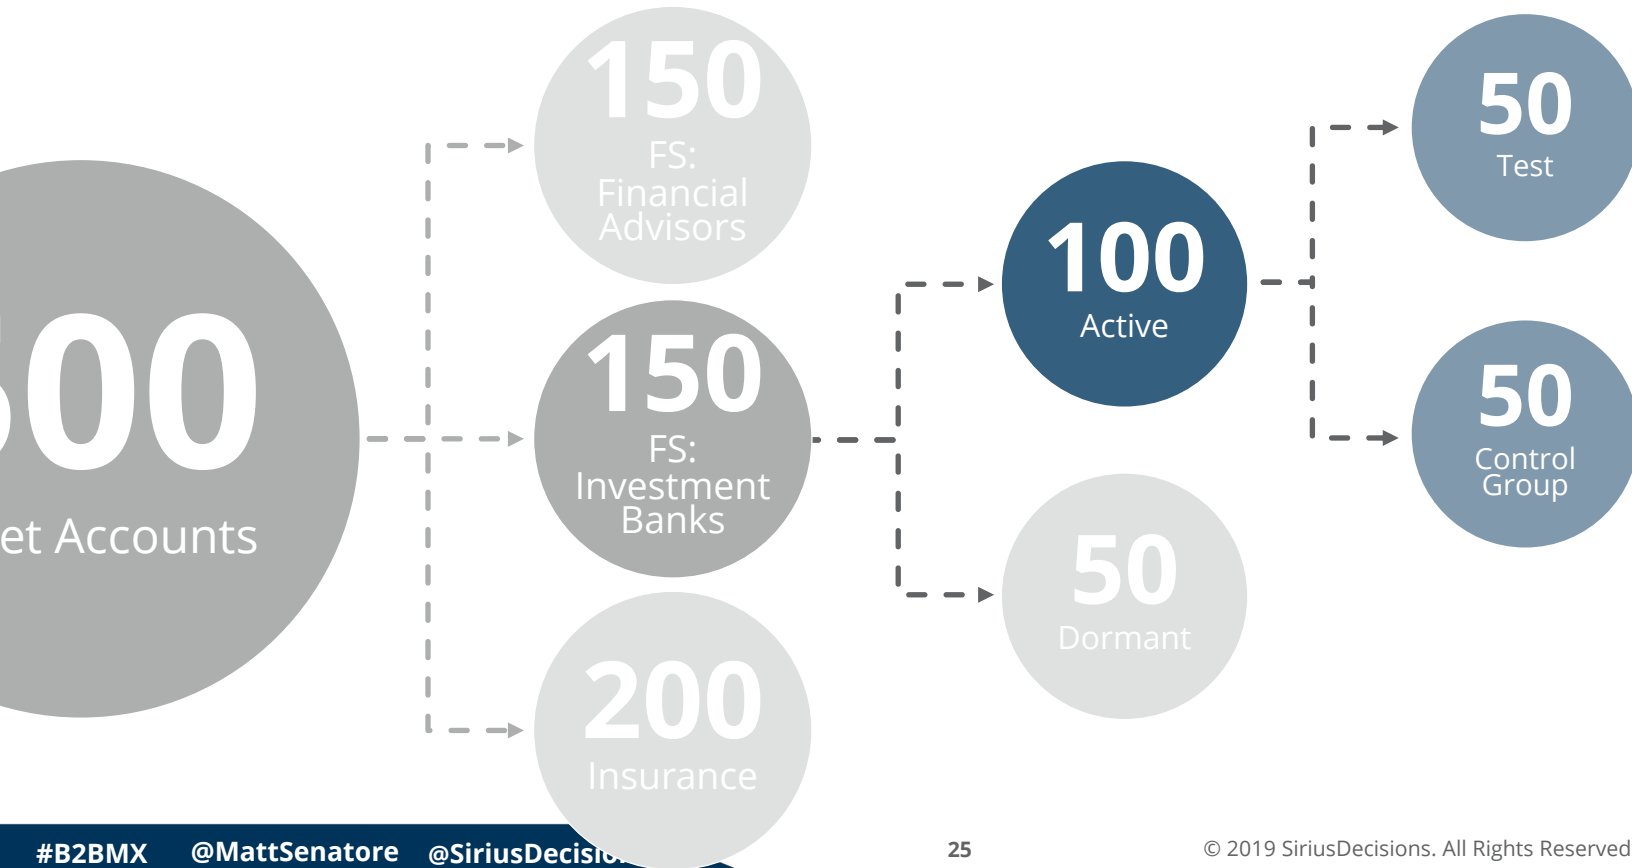 00
Accounts
150
FS:
Financial
Advisors
150
FS:
Investment
Banks
200
Insurance
100
Active
50
Dormant
50
Test
50
Control
Group
#B2BMX @MattSenatore
25
© 2019 SiriusDecisions. All Rights Reserved